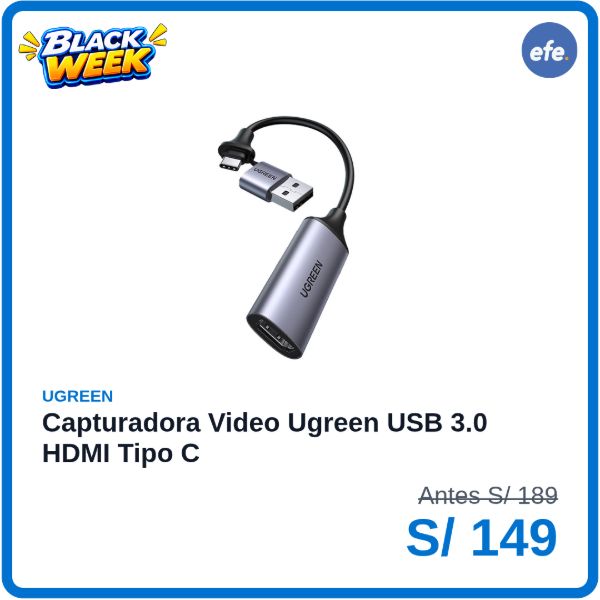 BLACK
WEEK
efe.
UGREEN
UGREEN
UGREEN
Capturadora Video Ugreen USB 3.0
HDMI Tipo C
Antes S/ 189
S/ 149